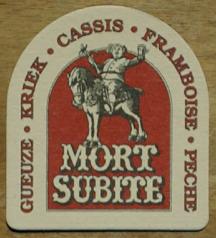 GUEUZE • KRIEK • CASSIS • FRAMBOISE • PECHE
MORT
SUBITE